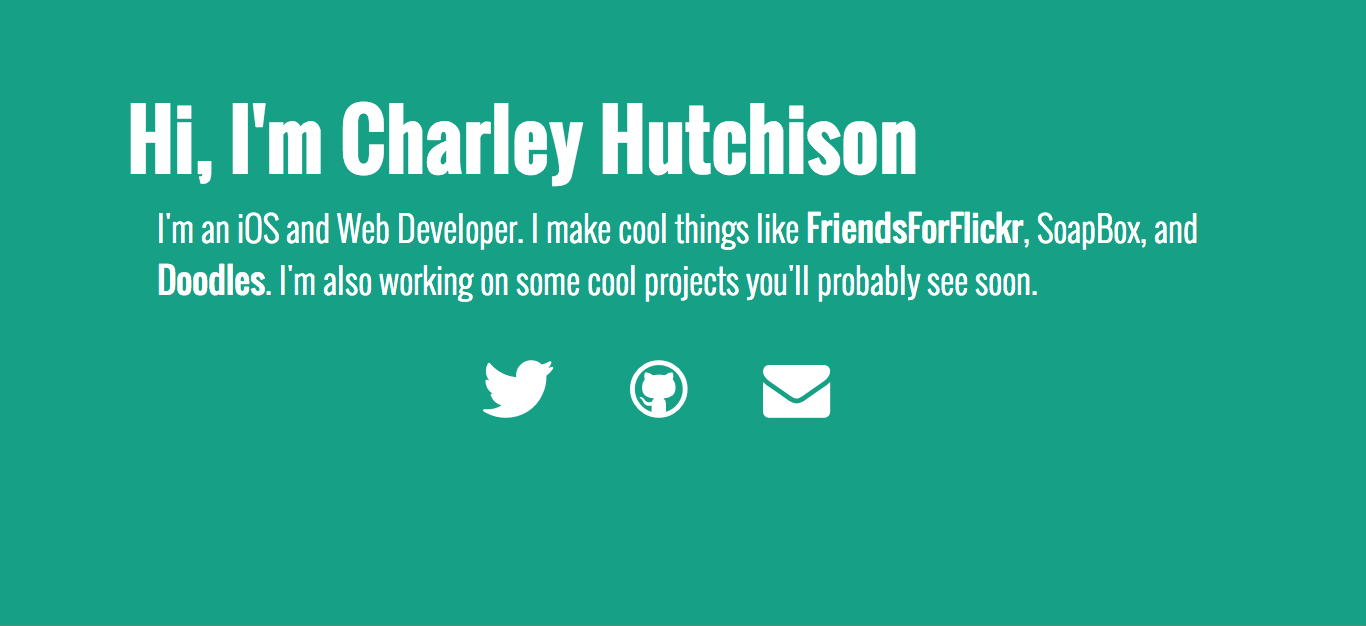 Hi, I'm Charley Hutchison
I'm an iOS and Web Developer. I make cool things like FriendsForFlickr, SoapBox, and
Doodles. I'm also working on some cool projects you'll probably see soon.